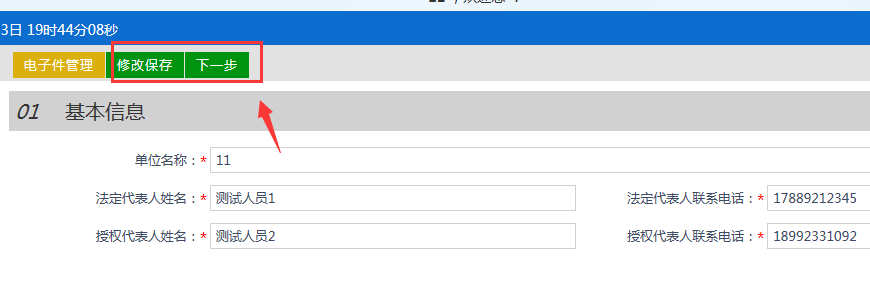 3日 19时44分08秒
电子件管理 修改保存 下一步
01 基本信息
单位名称：* 11
法定代表人姓名：* 测试人员1 法定代表人联系电话：* 17889212345
授权代表人姓名：* 测试人员2 授权代表人联系电话：* 18992331092